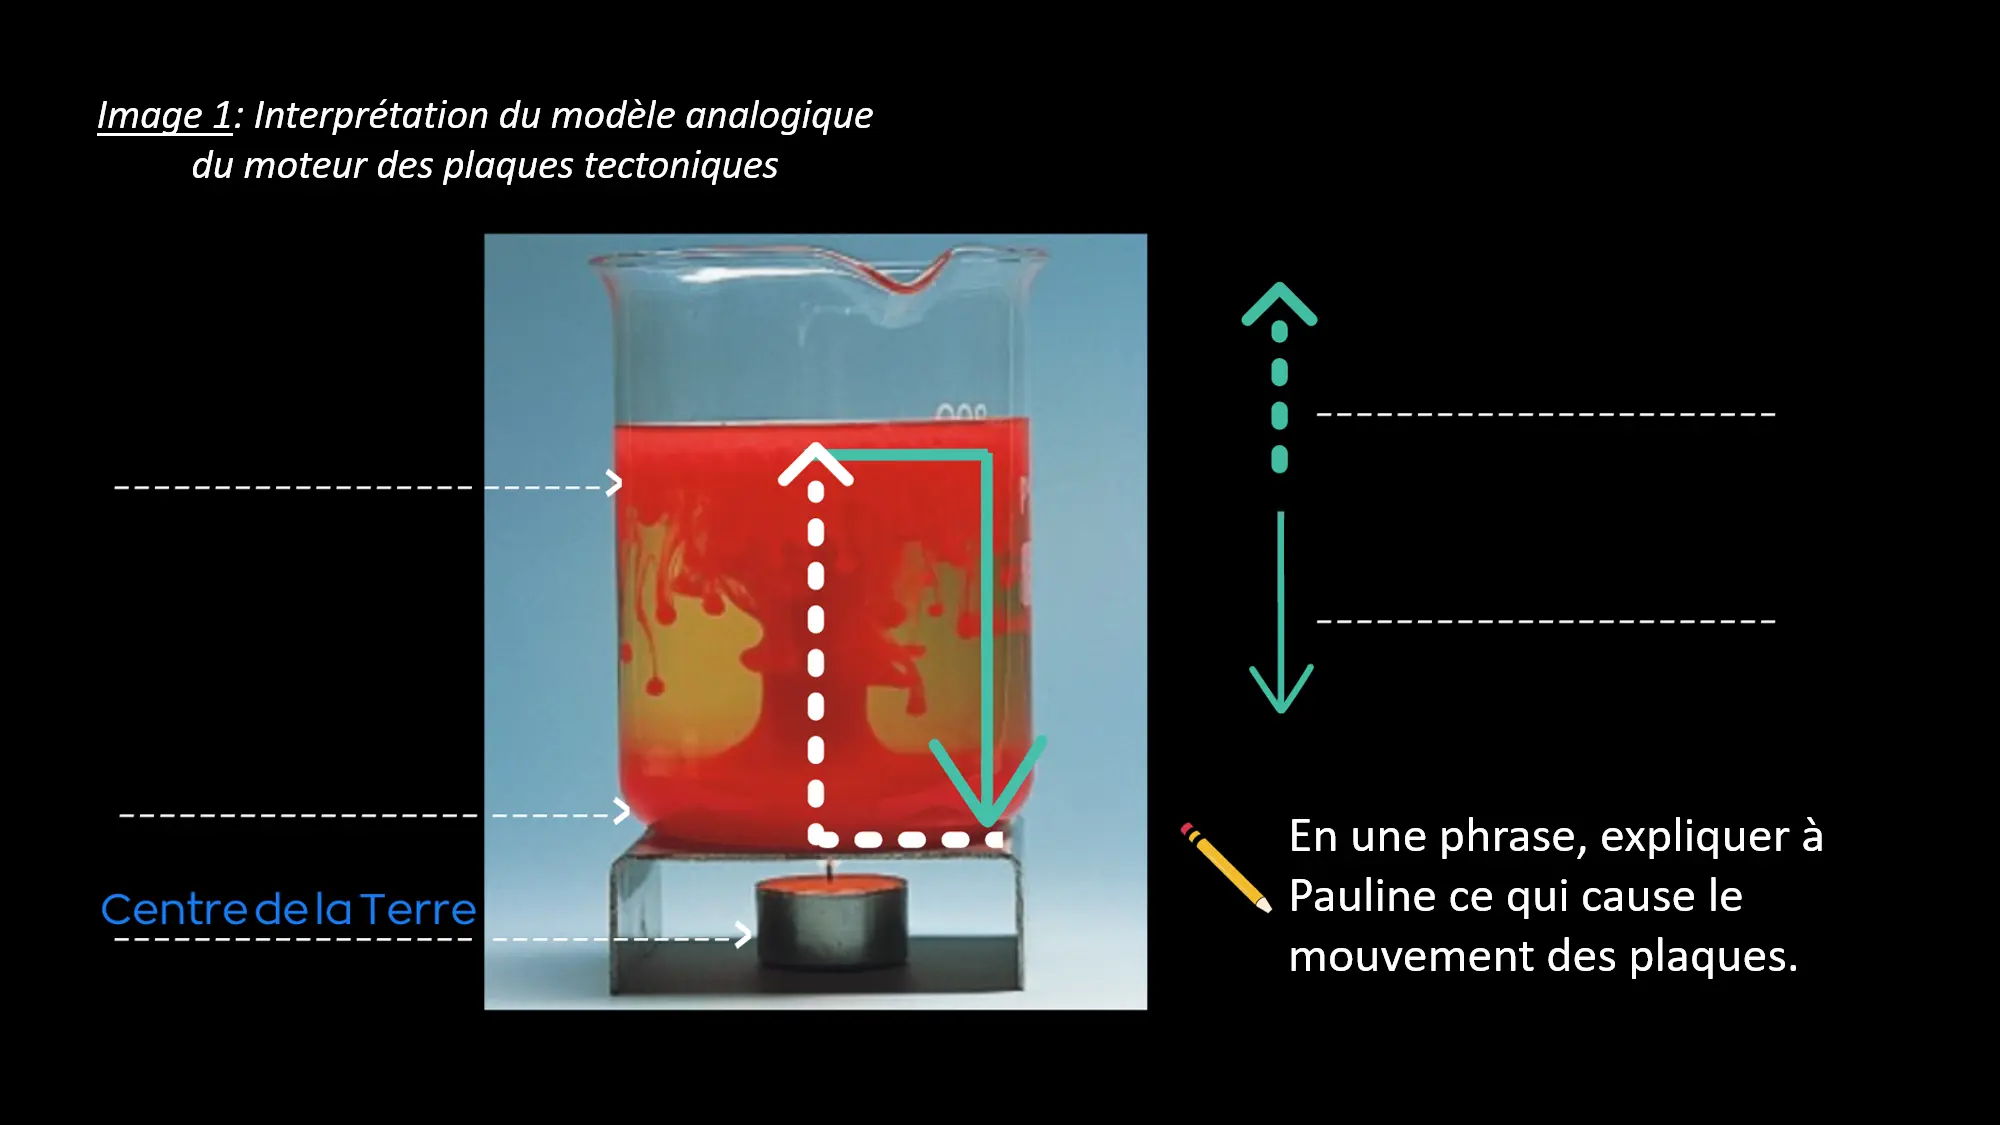 Image 1: Interprétation du modèle analogique
du moteur des plaques tectoniques
Centre de la Terre
En une phrase, expliquer à
Pauline ce qui cause le
mouvement des plaques.